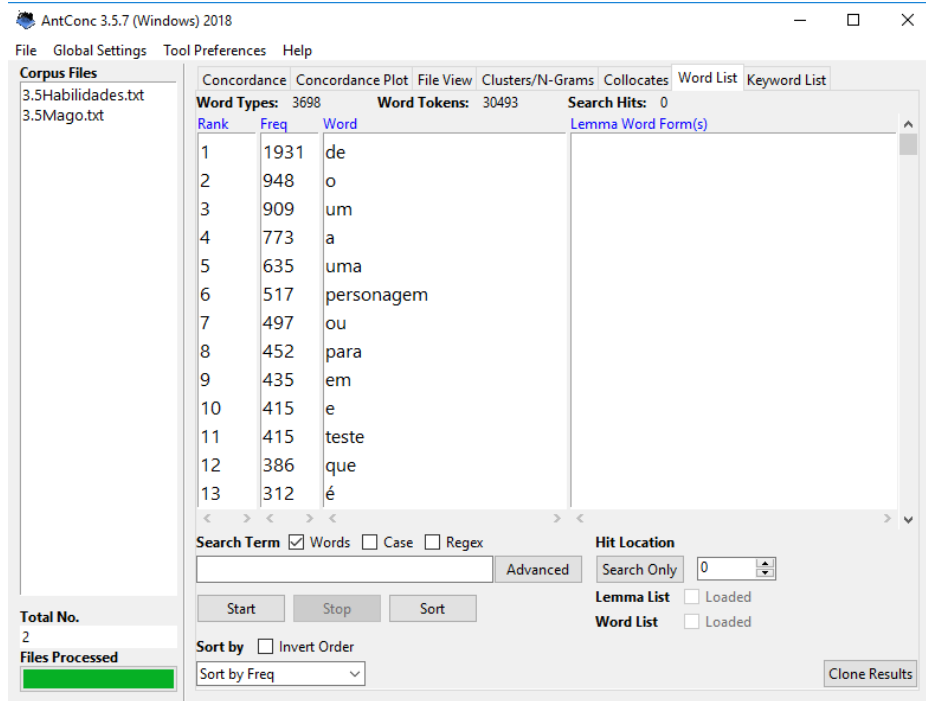 AntConc 3.5.7 (Windows) 2018
File Global Settings Tool Preferences Help
Corpus Files
3.5Habilidades.txt
3.5Mago.txt
Concordance Concordance Plot File View Clusters/N-Grams Collocates Word List Keyword List
Word Types: 3698 Word Tokens: 30493 Search Hits: 0
Rank Freq Word Lemma Word Form(s)
1 1931 de
2 948 o
3 909 um
4 773 a
5 635 uma
6 517 personagem
7 497 ou
8 452 para
9 435 em
10 415 e
11 415 teste
12 386 que
13 312 é
Search Term Words Case Regex Hit Location
Advanced Search Only 0
Lemma List Loaded
Start Stop Sort
Word List Loaded
Total No.
2
Sort by Invert Order
Files Processed
Sort by Freq Clone Results